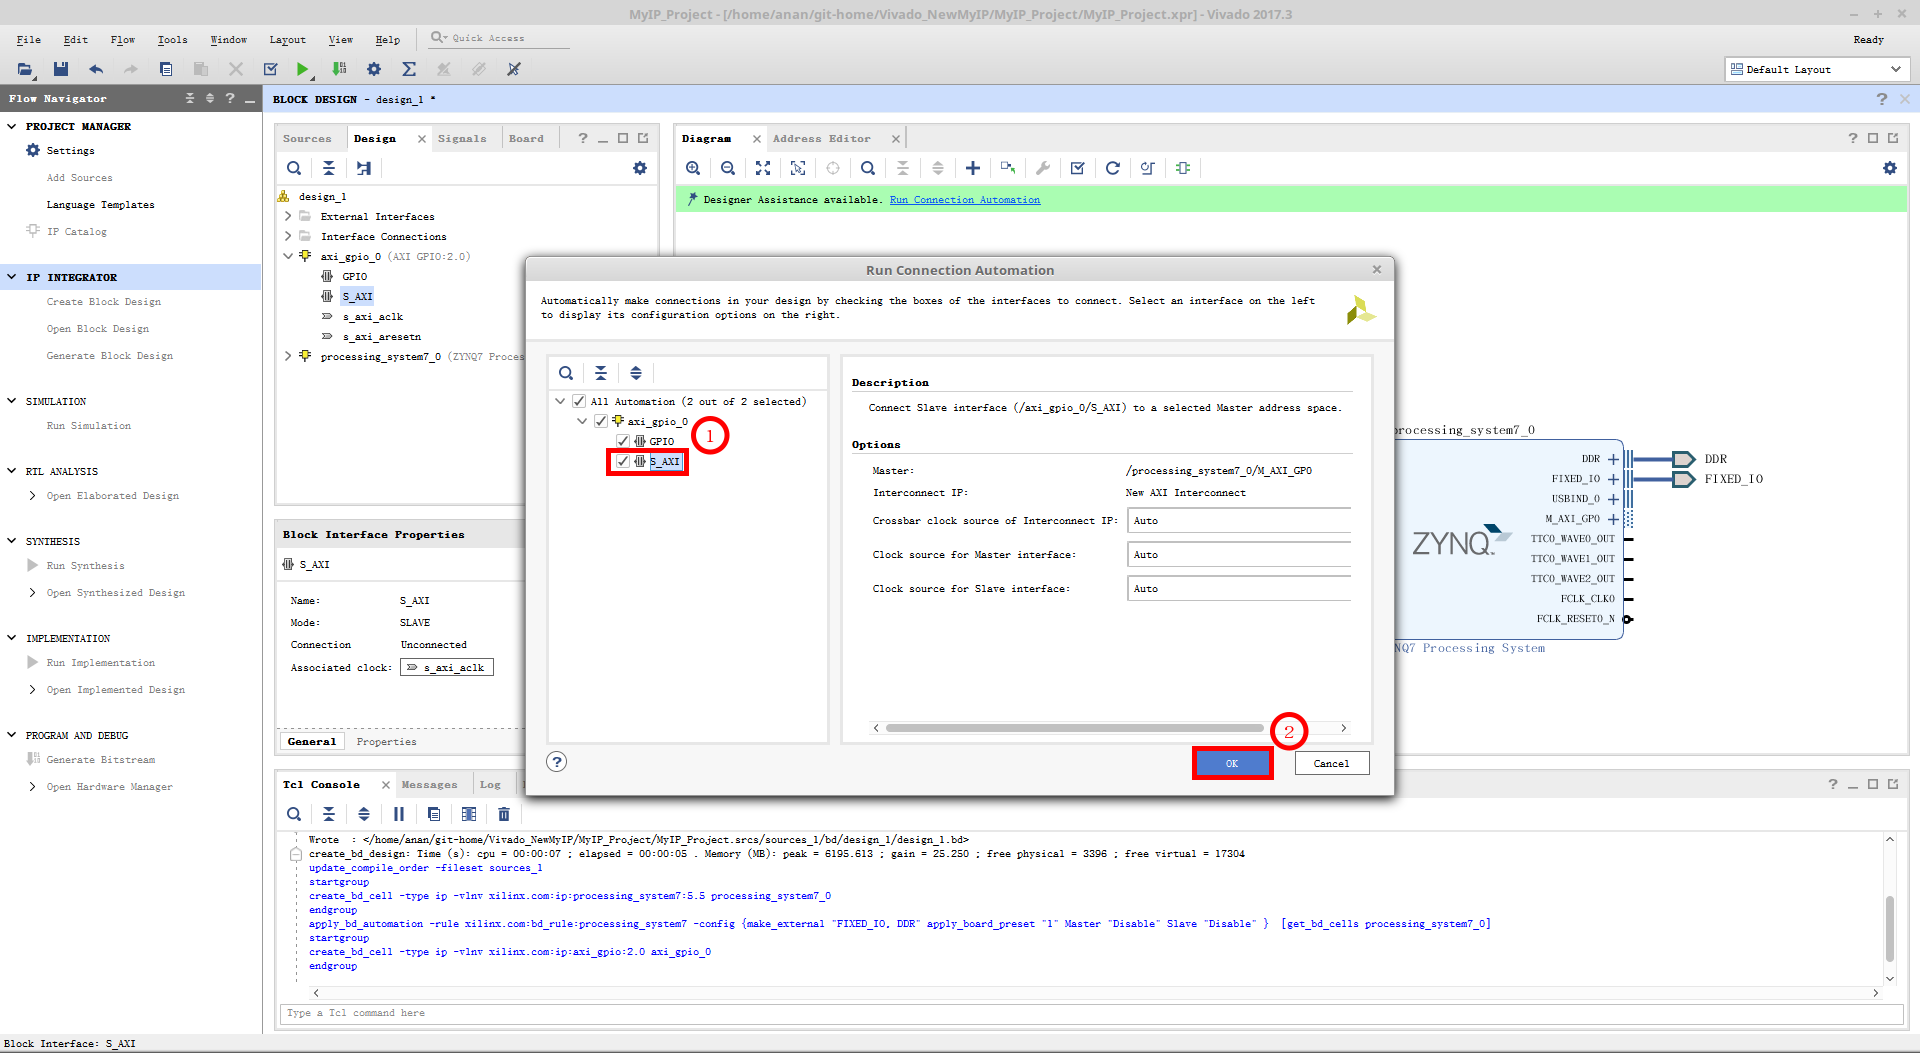 MyIP_Project - [/home/anan/git-home/Vivado_NewMyIP/MyIP_Project/MyIP_Project.xpr] - Vivado 2017.3
File Edit Flow Tools Window Layout View Help Quick Access
Ready
Default Layout
Flow Navigator
BLOCK DESIGN - design_1 *
PROJECT MANAGER
Settings
Add Sources
Language Templates
IP Catalog
IP INTEGRATOR
Create Block Design
Open Block Design
Generate Block Design
SIMULATION
Run Simulation
RTL ANALYSIS
Open Elaborated Design
SYNTHESIS
Run Synthesis
Open Synthesized Design
IMPLEMENTATION
Run Implementation
Open Implemented Design
PROGRAM AND DEBUG
Generate Bitstream
Open Hardware Manager
Sources Design Signals Board
design_1
External Interfaces
Interface Connections
axi_gpio_0 (AXI GPIO:2.0)
GPIO
S_AXI
s_axi_aclk
s_axi_aresetn
processing_system7_0 (ZYNQ7 Proces
Block Interface Properties
S_AXI
Name: S_AXI
Mode: SLAVE
Connection Unconnected
Associated clock: s_axi_aclk
General Properties
Diagram Address Editor
Designer Assistance available. Run Connection Automation
processing_system7_0
DDR
FIXED_IO
USBIND_0
M_AXI_GP0
TTC0_WAVE0_OUT
TTC0_WAVE1_OUT
TTC0_WAVE2_OUT
FCLK_CLK0
FCLK_RESET0_N
ZYNQ
DDR
FIXED_IO
NQ7 Processing System
Run Connection Automation
Automatically make connections in your design by checking the boxes of the interfaces to connect. Select an interface on the left
to display its configuration options on the right.
All Automation (2 out of 2 selected)
axi_gpio_0
GPIO
S_AXI
1
Description
Connect Slave interface (/axi_gpio_0/S_AXI) to a selected Master address space.
Options
Master: /processing_system7_0/M_AXI_GP0
Interconnect IP: New AXI Interconnect
Crossbar clock source of Interconnect IP: Auto
Clock source for Master interface: Auto
Clock source for Slave interface: Auto
2
OK Cancel
Tcl Console Messages Log
Wrote : </home/anan/git-home/Vivado_NewMyIP/MyIP_Project/MyIP_Project.srcs/sources_1/bd/design_1/design_1.bd>
create_bd_design: Time (s): cpu = 00:00:07 ; elapsed = 00:00:05 . Memory (MB): peak = 6195.613 ; gain = 25.250 ; free physical = 3396 ; free virtual = 17304
update_compile_order -fileset sources_1
startgroup
create_bd_cell -type ip -vlnv xilinx.com:ip:processing_system7:5.5 processing_system7_0
endgroup
apply_bd_automation -rule xilinx.com:bd_rule:processing_system7 -config {make_external "FIXED_IO, DDR" apply_board_preset "1" Master "Disable" Slave "Disable" } [get_bd_cells processing_system7_0]
startgroup
create_bd_cell -type ip -vlnv xilinx.com:ip:axi_gpio:2.0 axi_gpio_0
endgroup
Type a Tcl command here
Block Interface: S_AXI